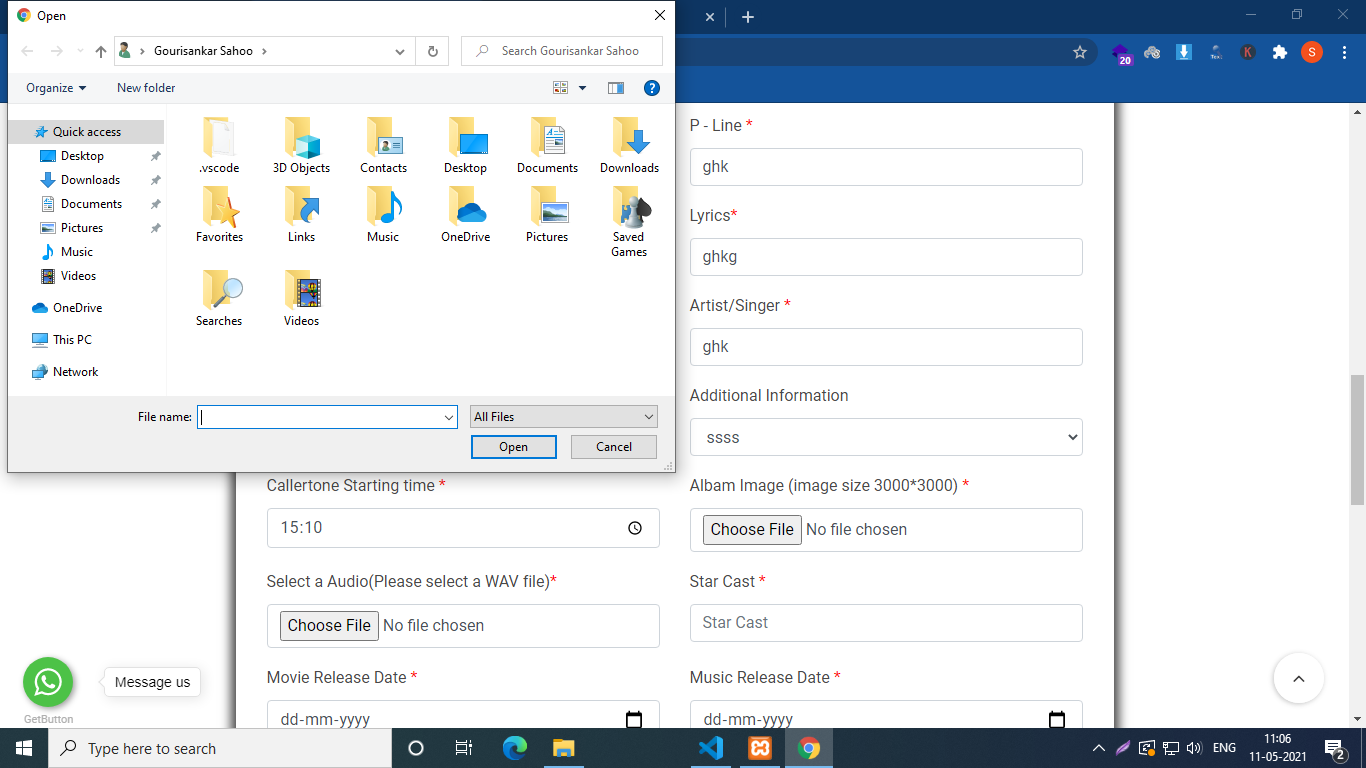 Open
Gourisankar Sahoo
Search Gourisankar Sahoo
20
S
Organize
New folder
Quick access
Desktop
Downloads
Documents
Pictures
Music
Videos
OneDrive
This PC
Network
.vscode
3D Objects
Contacts
Desktop
Documents
Downloads
Favorites
Links
Music
OneDrive
Pictures
Saved
Games
Searches
Videos
File name:
All Files
Open
Cancel
P - Line *
ghk
Lyrics*
ghkg
Artist/Singer *
ghk
Additional Information
ssss
Callertone Starting time *
15:10
Albam Image (image size 3000*3000) *
Choose File No file chosen
Select a Audio(Please select a WAV file)*
Choose File No file chosen
Star Cast *
Star Cast
Movie Release Date *
dd-mm-yyyy
Music Release Date *
dd-mm-yyyy
Message us
GetButton
Type here to search
ENG
11:06
11-05-2021
2